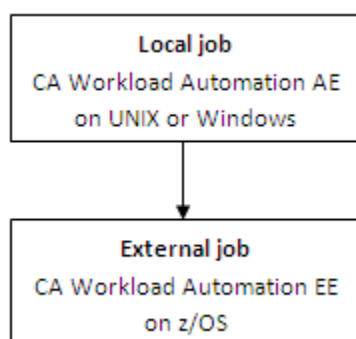 Local job
CA Workload Automation AE
on UNIX or Windows
External job
CA Workload Automation EE
on z/OS